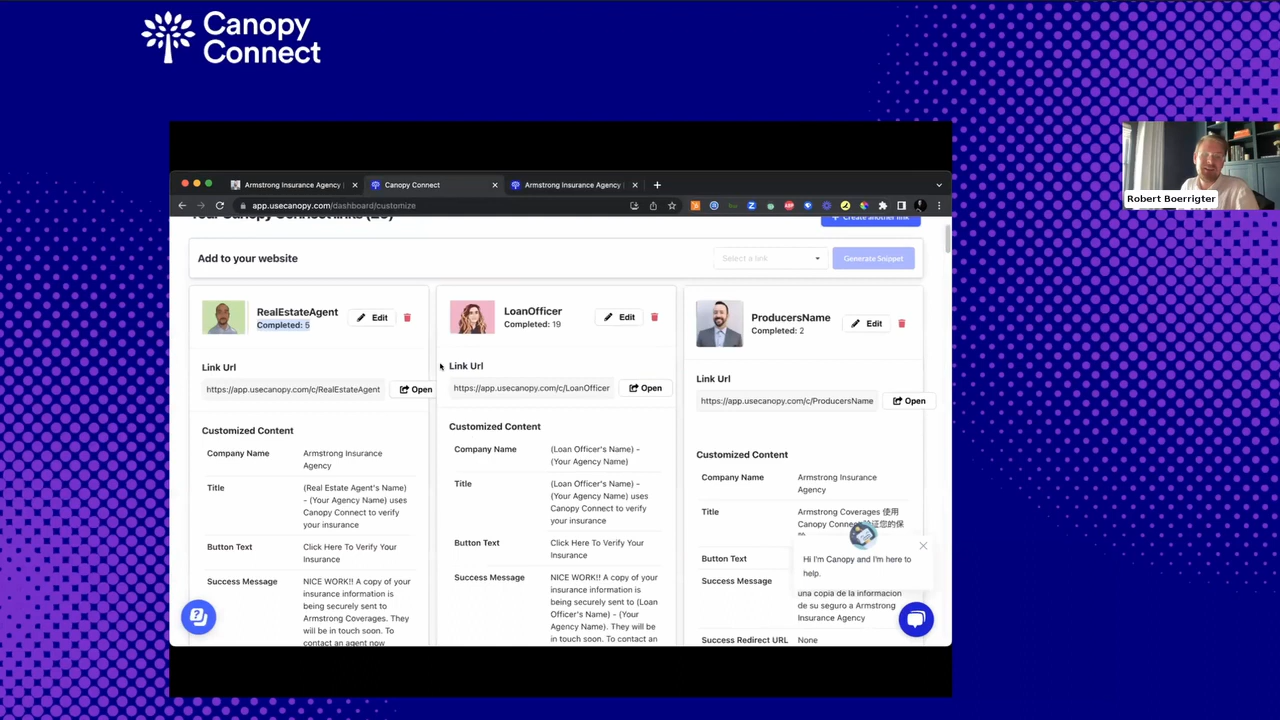 Canopy
Connect
Armstrong Insurance Agency
Canopy Connect
Armstrong Insurance Agency
app.usecanopy.com/dashboard/customize
Your Canopy Connect links
Create another link
Add to your website
Select a link
Generate Snippet
RealEstateAgent
Completed: 5
Edit
Link Url
https://app.usecanopy.com/c/RealEstateAgent
Open
Customized Content
Company Name
Armstrong Insurance
Agency
Title
(Real Estate Agent's Name)
- (Your Agency Name) uses
Canopy Connect to verify
your insurance
Button Text
Click Here To Verify Your
Insurance
Success Message
NICE WORK!! A copy of your
insurance information is
being securely sent to
Armstrong Coverages. They
will be in touch soon. To
contact an agent now
LoanOfficer
Completed: 19
Edit
Link Url
https://app.usecanopy.com/c/LoanOfficer
Open
Customized Content
Company Name
(Loan Officer's Name) -
(Your Agency Name)
Title
(Loan Officer's Name) -
(Your Agency Name) uses
Canopy Connect to verify
your insurance
Button Text
Click Here To Verify Your
Insurance
Success Message
NICE WORK!! A copy of your
insurance information is
being securely sent to (Loan
Officer's Name) - (Your
Agency Name). They will be
in touch soon. To contact an
ProducersName
Completed: 2
Edit
Link Url
https://app.usecanopy.com/c/ProducersName
Open
Customized Content
Company Name
Armstrong Insurance
Agency
Title
Armstrong Coverages 使用
Canopy Connect
Button Text
Success Message
una copia de la información
de su seguro a Armstrong
Insurance Agency
Success Redirect URL
None
Hi I'm Canopy and I'm here to
help.
Robert Boerrigter